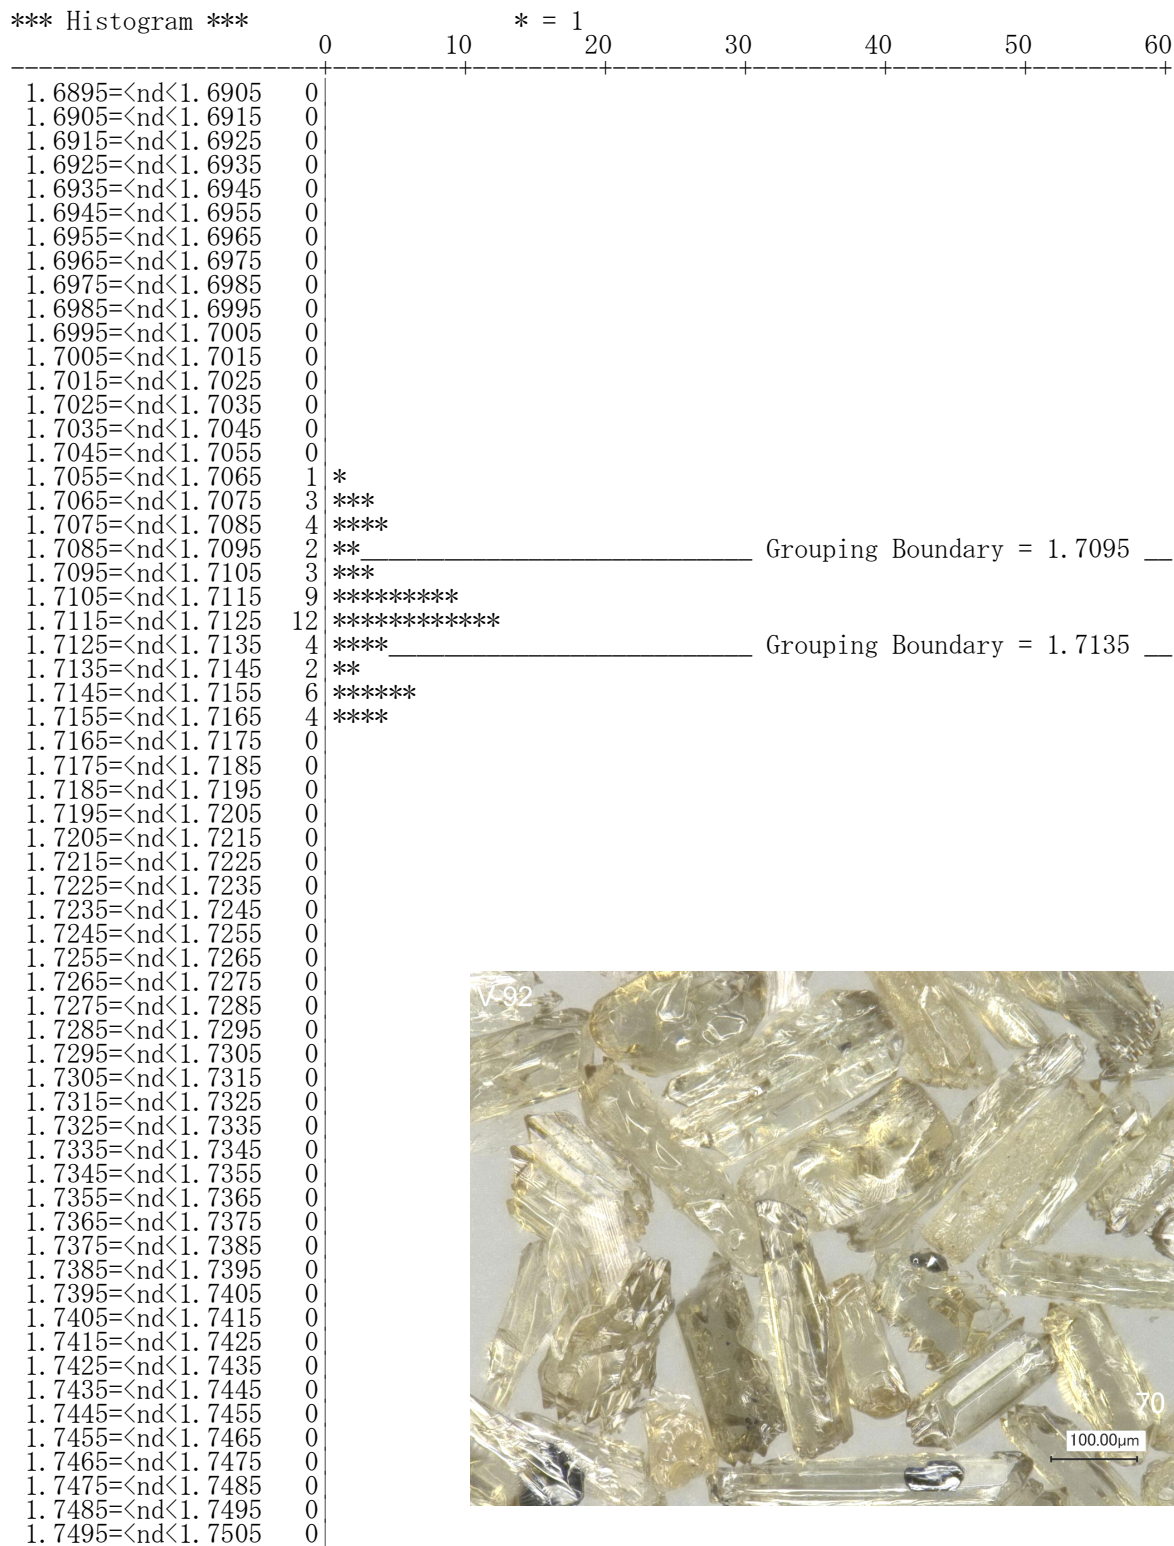 *** Histogram *** * = 1
0 10 20 30 40 50 60
1.6895=<nd<1.6905 0
1.6905=<nd<1.6915 0
1.6915=<nd<1.6925 0
1.6925=<nd<1.6935 0
1.6935=<nd<1.6945 0
1.6945=<nd<1.6955 0
1.6955=<nd<1.6965 0
1.6965=<nd<1.6975 0
1.6975=<nd<1.6985 0
1.6985=<nd<1.6995 0
1.6995=<nd<1.7005 0
1.7005=<nd<1.7015 0
1.7015=<nd<1.7025 0
1.7025=<nd<1.7035 0
1.7035=<nd<1.7045 0
1.7045=<nd<1.7055 0
1.7055=<nd<1.7065 1 *
1.7065=<nd<1.7075 3 ***
1.7075=<nd<1.7085 4 ****
1.7085=<nd<1.7095 2 **____________________________ Grouping Boundary = 1.7095 __
1.7095=<nd<1.7105 3 ***
1.7105=<nd<1.7115 9 *********
1.7115=<nd<1.7125 12 ************
1.7125=<nd<1.7135 4 ****__________________________ Grouping Boundary = 1.7135 __
1.7135=<nd<1.7145 2 **
1.7145=<nd<1.7155 6 ******
1.7155=<nd<1.7165 4 ****
1.7165=<nd<1.7175 0
1.7175=<nd<1.7185 0
1.7185=<nd<1.7195 0
1.7195=<nd<1.7205 0
1.7205=<nd<1.7215 0
1.7215=<nd<1.7225 0
1.7225=<nd<1.7235 0
1.7235=<nd<1.7245 0
1.7245=<nd<1.7255 0
1.7255=<nd<1.7265 0
1.7265=<nd<1.7275 0
1.7275=<nd<1.7285 0
1.7285=<nd<1.7295 0
1.7295=<nd<1.7305 0
1.7305=<nd<1.7315 0
1.7315=<nd<1.7325 0
1.7325=<nd<1.7335 0
1.7335=<nd<1.7345 0
1.7345=<nd<1.7355 0
1.7355=<nd<1.7365 0
1.7365=<nd<1.7375 0
1.7375=<nd<1.7385 0
1.7385=<nd<1.7395 0
1.7395=<nd<1.7405 0
1.7405=<nd<1.7415 0
1.7415=<nd<1.7425 0
1.7425=<nd<1.7435 0
1.7435=<nd<1.7445 0
1.7445=<nd<1.7455 0
1.7455=<nd<1.7465 0
1.7465=<nd<1.7475 0
1.7475=<nd<1.7485 0
1.7485=<nd<1.7495 0
1.7495=<nd<1.7505 0
V-92
70
100.00µm